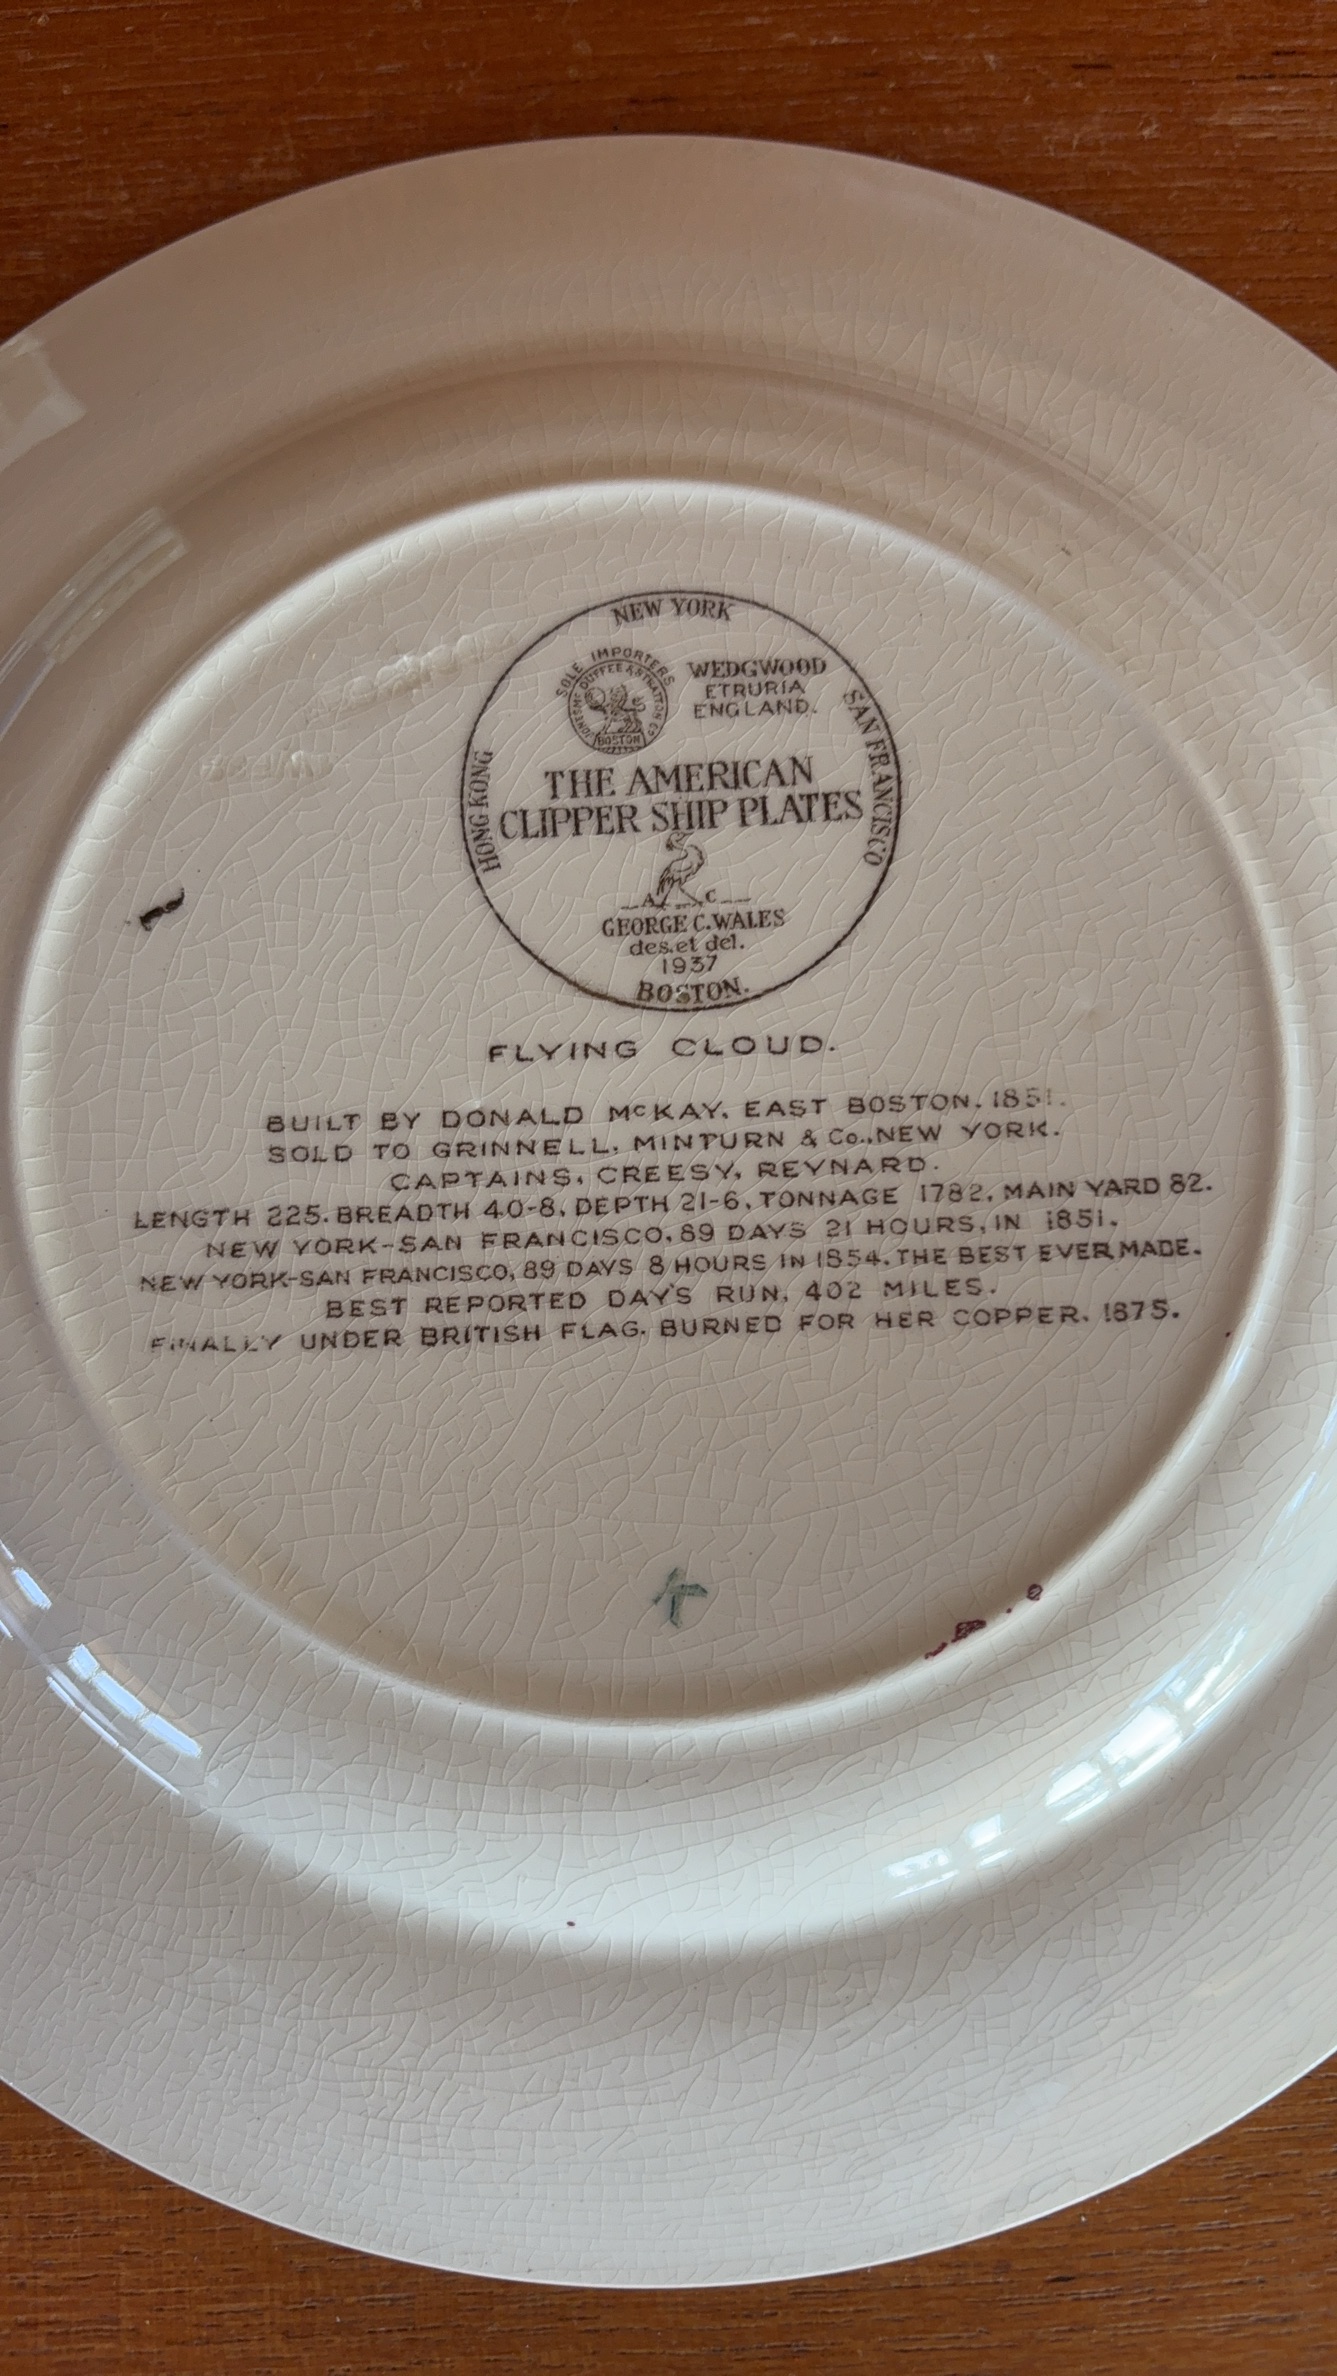 NEW YORK
SOLE IMPORTERS
JONES MCDUFFEE & STRATTON CO
BOSTON
WEDGWOOD
ETRURIA
ENGLAND.
HONG KONG
SAN FRANCISCO
THE AMERICAN
CLIPPER SHIP PLATES
A C
GEORGE C. WALES
des. et del.
1937
BOSTON.
FLYING CLOUD.
BUILT BY DONALD McKAY. EAST BOSTON. 1851.
SOLD TO GRINNELL, MINTURN & Co., NEW YORK.
CAPTAINS, CREESY, REYNARD.
LENGTH 225. BREADTH 40-8. DEPTH 21-6. TONNAGE 1782. MAIN YARD 82.
NEW YORK-SAN FRANCISCO, 89 DAYS 21 HOURS, IN 1851.
NEW YORK-SAN FRANCISCO, 89 DAYS 8 HOURS IN 1854. THE BEST EVER MADE.
BEST REPORTED DAY'S RUN, 402 MILES.
FINALLY UNDER BRITISH FLAG. BURNED FOR HER COPPER. 1875.